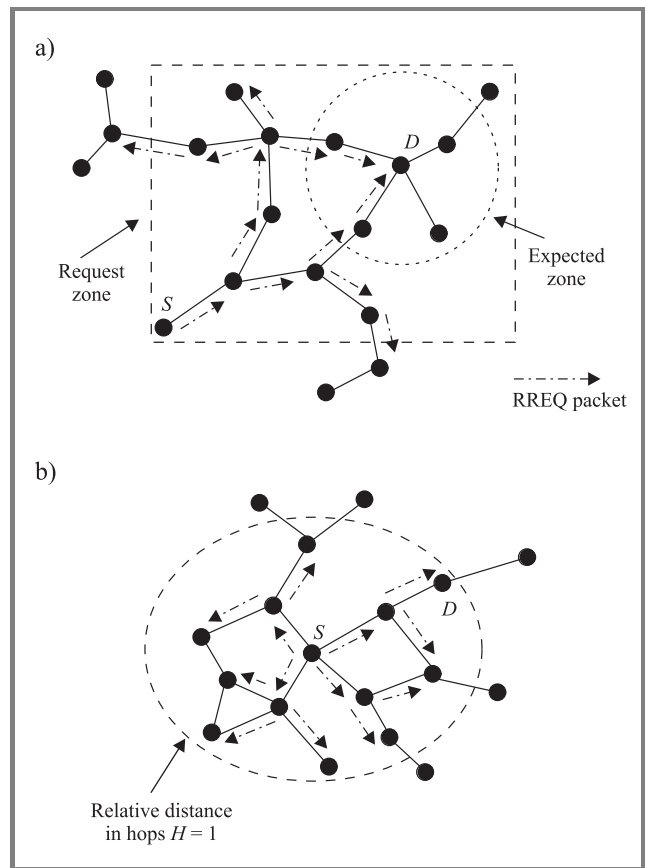 a)
D
Request
zone
Expected
zone
S
RREQ packet
b)
S
D
Relative distance
in hops H = 1